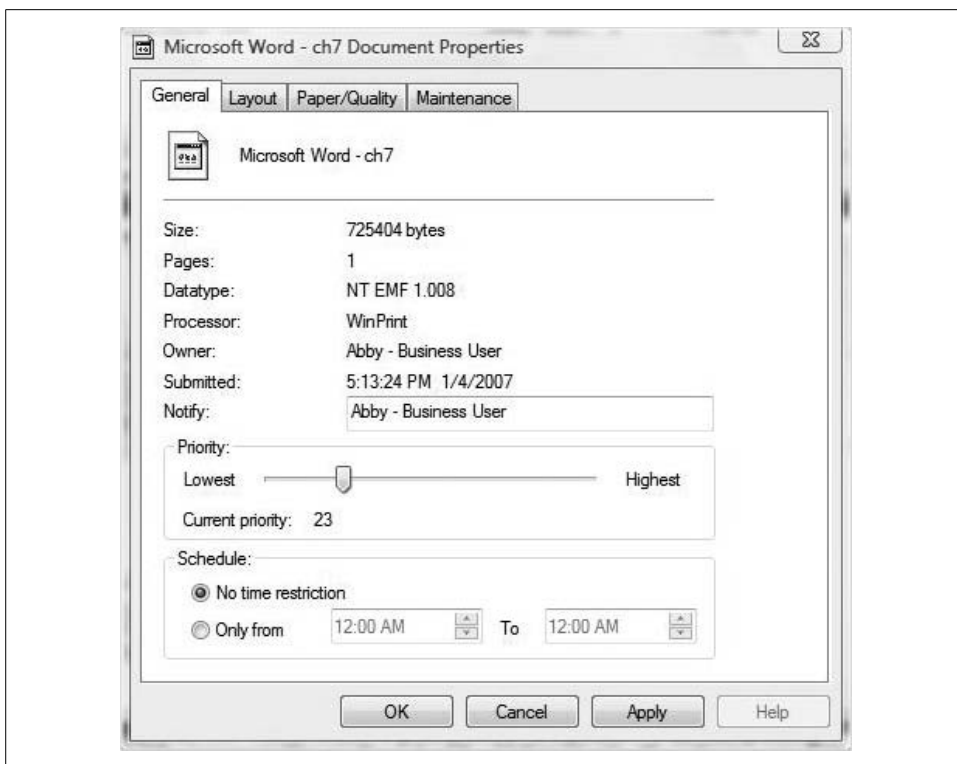 Microsoft Word - ch7 Document Properties
General Layout Paper/Quality Maintenance
Microsoft Word - ch7
Size: 725404 bytes
Pages: 1
Datatype: NT EMF 1.008
Processor: WinPrint
Owner: Abby - Business User
Submitted: 5:13:24 PM 1/4/2007
Notify: Abby - Business User
Priority:
Lowest Highest
Current priority: 23
Schedule:
No time restriction
Only from 12:00 AM To 12:00 AM
OK Cancel Apply Help